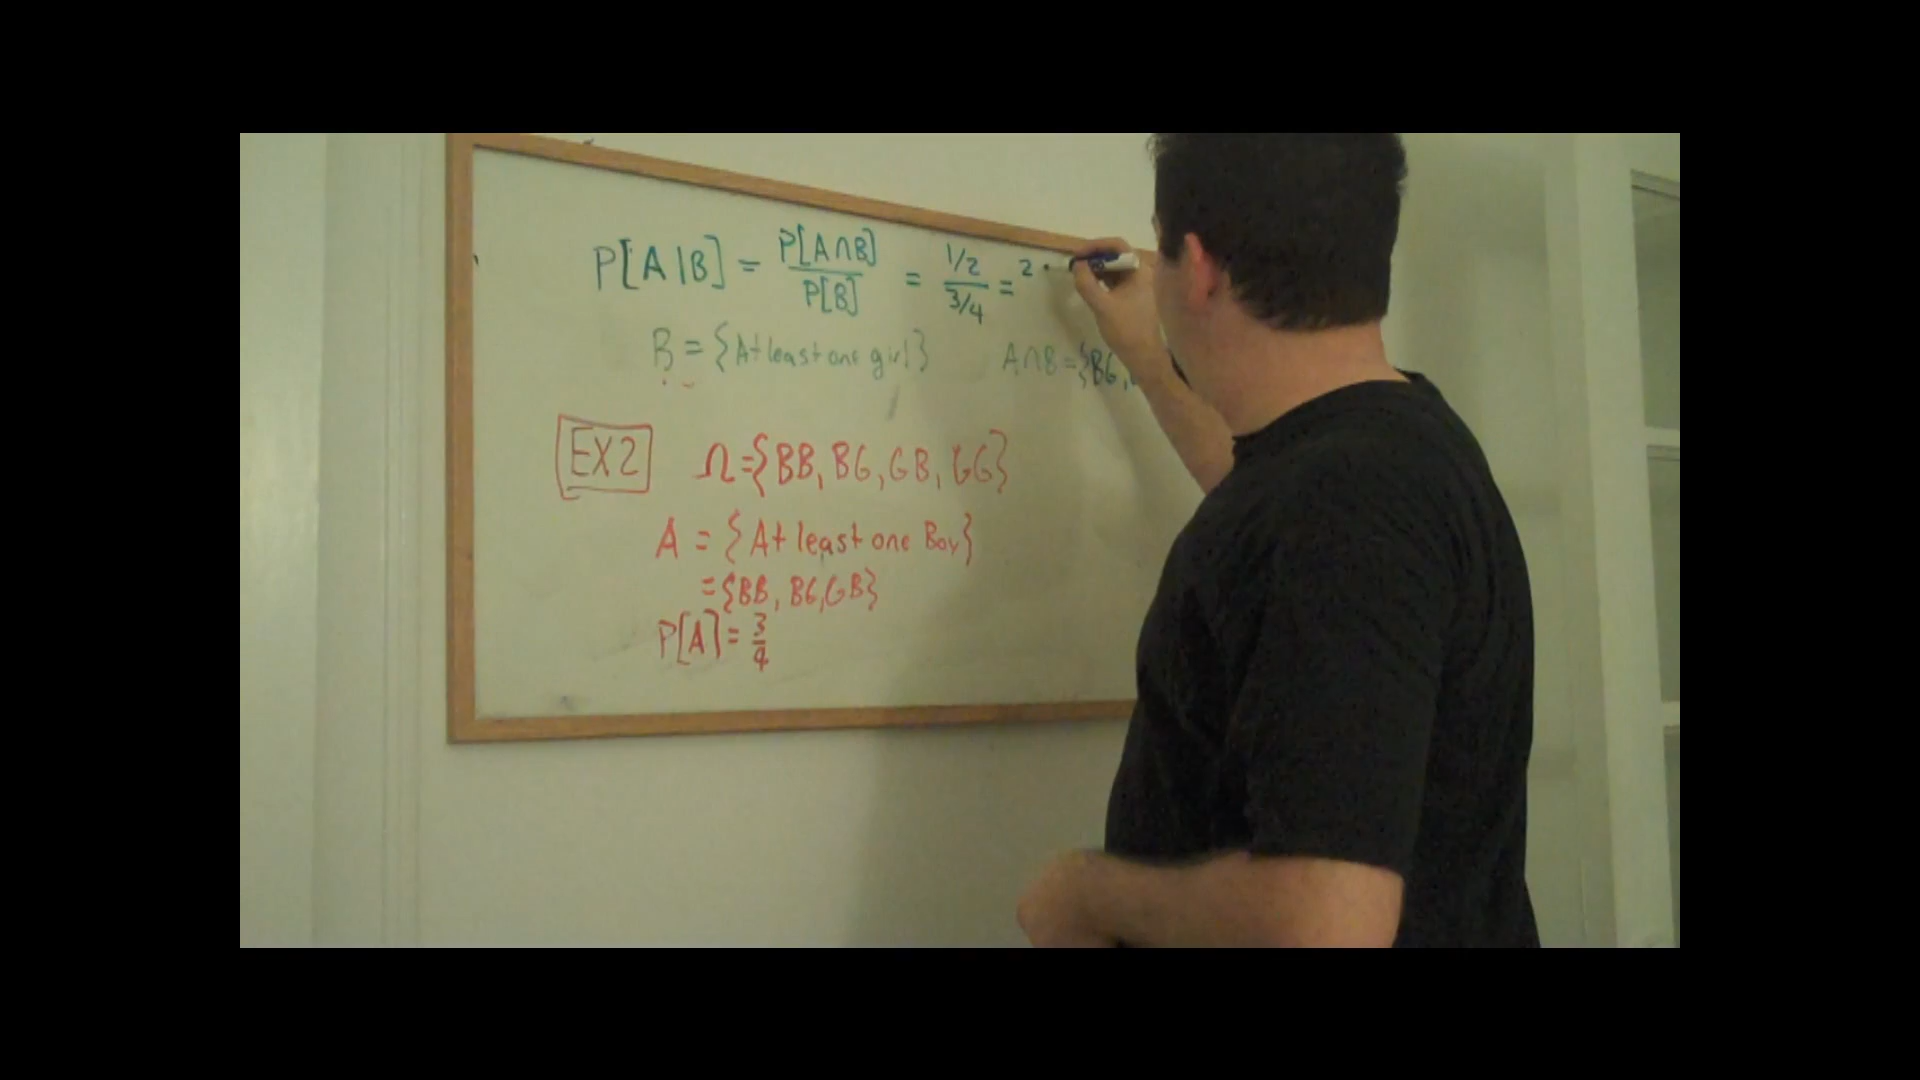 P[A|B] = P[A∩B] / P[B] = 1/2 / 3/4 = 2
B = {At least one girl} A∩B = {BG,
EX2 Ω = {BB, BG, GB, GG}
A = {At least one Boy}
= {BB, BG, GB}
P[A] = 3/4